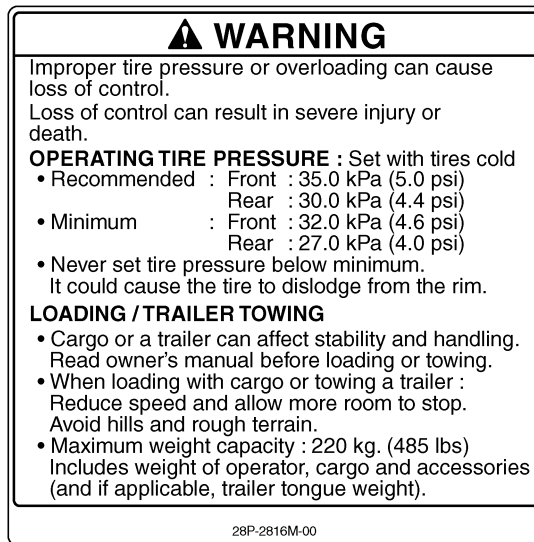 WARNING
Improper tire pressure or overloading can cause
loss of control.
Loss of control can result in severe injury or
death.
OPERATING TIRE PRESSURE : Set with tires cold
• Recommended : Front : 35.0 kPa (5.0 psi)
Rear : 30.0 kPa (4.4 psi)
• Minimum : Front : 32.0 kPa (4.6 psi)
Rear : 27.0 kPa (4.0 psi)
• Never set tire pressure below minimum.
It could cause the tire to dislodge from the rim.
LOADING / TRAILER TOWING
• Cargo or a trailer can affect stability and handling.
Read owner's manual before loading or towing.
• When loading with cargo or towing a trailer :
Reduce speed and allow more room to stop.
Avoid hills and rough terrain.
• Maximum weight capacity : 220 kg. (485 lbs)
Includes weight of operator, cargo and accessories
(and if applicable, trailer tongue weight).
28P-2816M-00